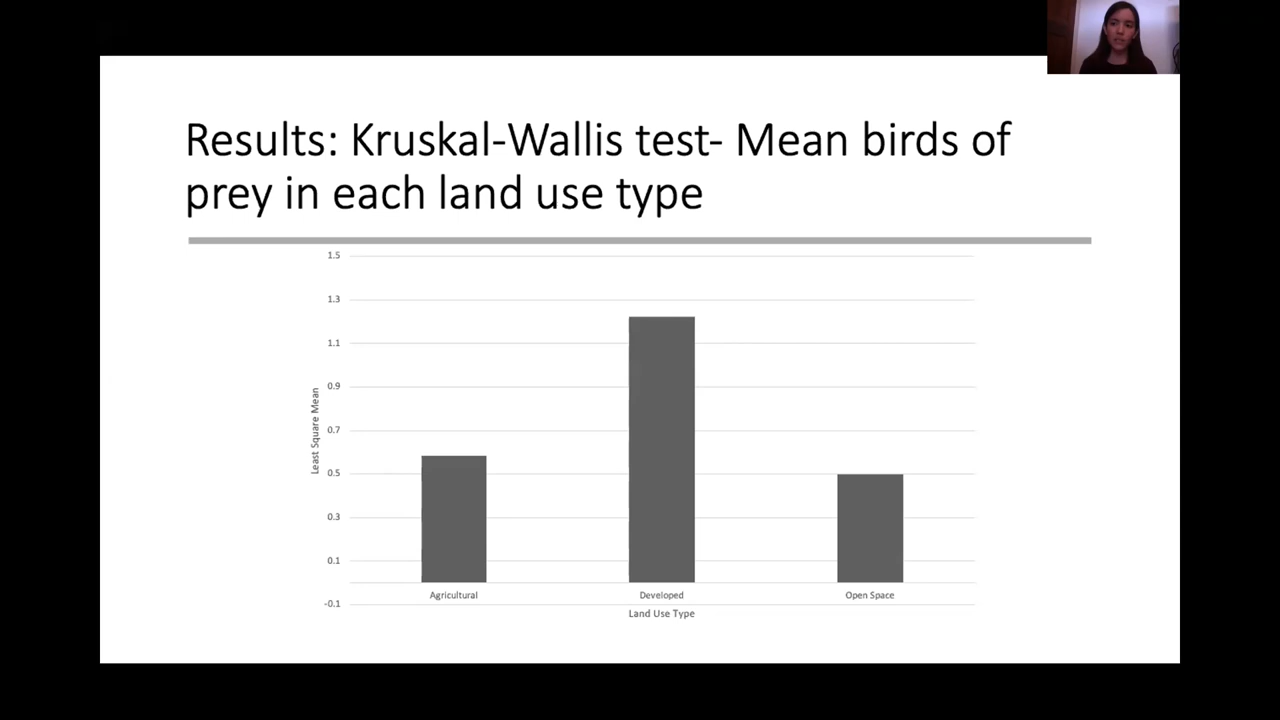 Results: Kruskal-Wallis test- Mean birds of
prey in each land use type
1.5
1.3
1.1
0.9
0.7
0.5
0.3
0.1
-0.1
Least Square Mean
Agricultural
Developed
Open Space
Land Use Type